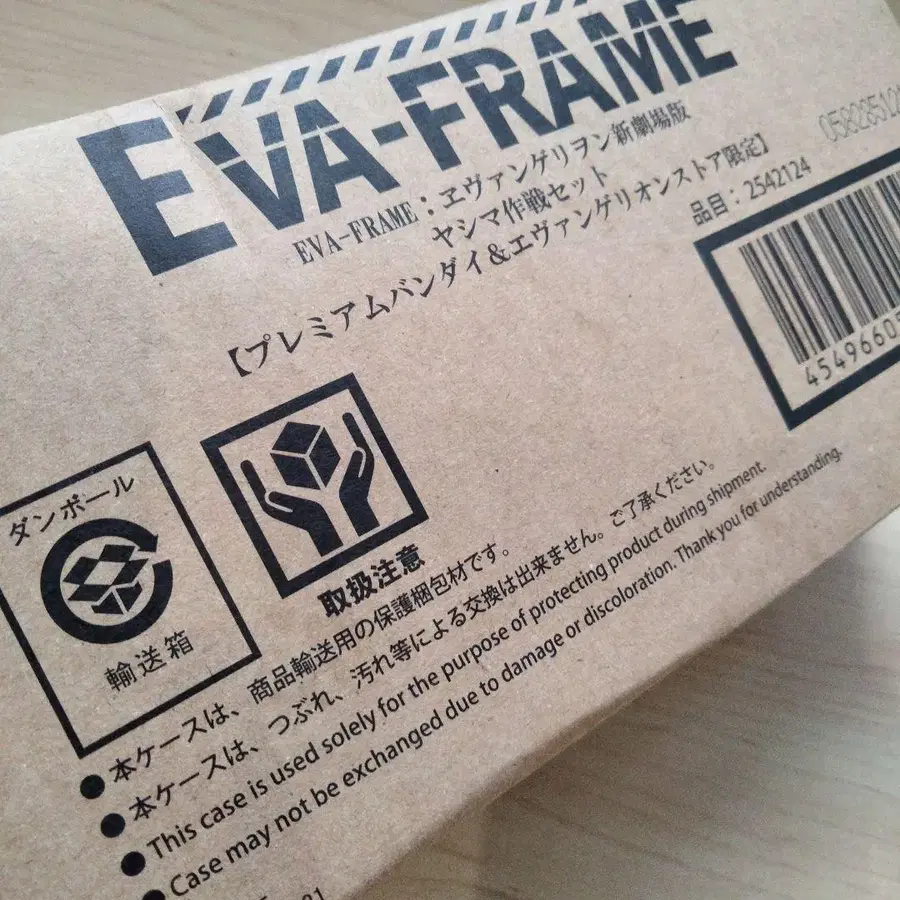 EVA-FRAME
EVA-FRAME：ヱヴァンゲリヲン新劇場版
ヤシマ作戦セット
【プレミアムバンダイ&エヴァンゲリオンストア限定】
品目：2542124
ダンボール
輸送箱
取扱注意
●本ケースは、商品輸送用の保護梱包材です。
●本ケースは、つぶれ、汚れ等による交換は出来ません。ご了承ください。
●This case is used solely for the purpose of protecting product during shipment.
●Case may not be exchanged due to damage or discoloration. Thank you for understanding.